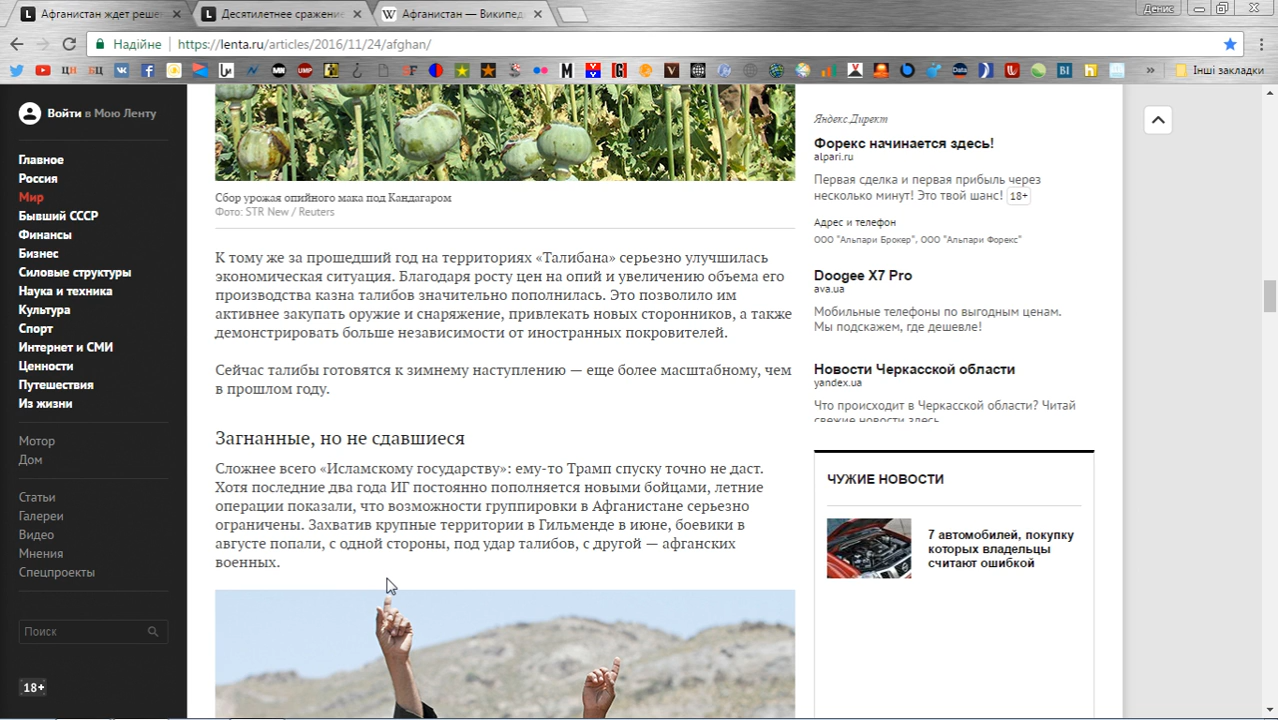 Афганистан ждет реше
Десятилетнее сражение
Афганистан — Википед
Денис
Надійне
https://lenta.ru/articles/2016/11/24/afghan/
Інші закладки
Войти в Мою Ленту
Главное
Россия
Мир
Бывший СССР
Финансы
Бизнес
Силовые структуры
Наука и техника
Культура
Спорт
Интернет и СМИ
Ценности
Путешествия
Из жизни
Мотор
Дом
Статьи
Галереи
Видео
Мнения
Спецпроекты
Поиск
18+
Сбор урожая опийного мака под Кандагаром
Фото: STR New / Reuters
К тому же за прошедший год на территориях «Талибана» серьезно улучшилась
экономическая ситуация. Благодаря росту цен на опий и увеличению объема его
производства казна талибов значительно пополнилась. Это позволило им
активнее закупать оружие и снаряжение, привлекать новых сторонников, а также
демонстрировать больше независимости от иностранных покровителей.
Сейчас талибы готовятся к зимнему наступлению — еще более масштабному, чем
в прошлом году.
Загнанные, но не сдавшиеся
Сложнее всего «Исламскому государству»: ему-то Трамп спуску точно не даст.
Хотя последние два года ИГ постоянно пополняется новыми бойцами, летние
операции показали, что возможности группировки в Афганистане серьезно
ограничены. Захватив крупные территории в Гильменде в июне, боевики в
августе попали, с одной стороны, под удар талибов, с другой — афганских
военных.
Яндекс.Директ
Форекс начинается здесь!
alpari.ru
Первая сделка и первая прибыль через
несколько минут! Это твой шанс! 18+
Адрес и телефон
ООО "Альпари Брокер", ООО "Альпари Форекс"
Doogee X7 Pro
ava.ua
Мобильные телефоны по выгодным ценам.
Мы подскажем, где дешевле!
Новости Черкасской области
yandex.ua
Что происходит в Черкасской области? Читай
свежие новости здесь
ЧУЖИЕ НОВОСТИ
7 автомобилей, покупку
которых владельцы
считают ошибкой